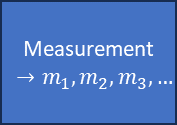 Measurement
→ m₁, m₂, m₃, ...